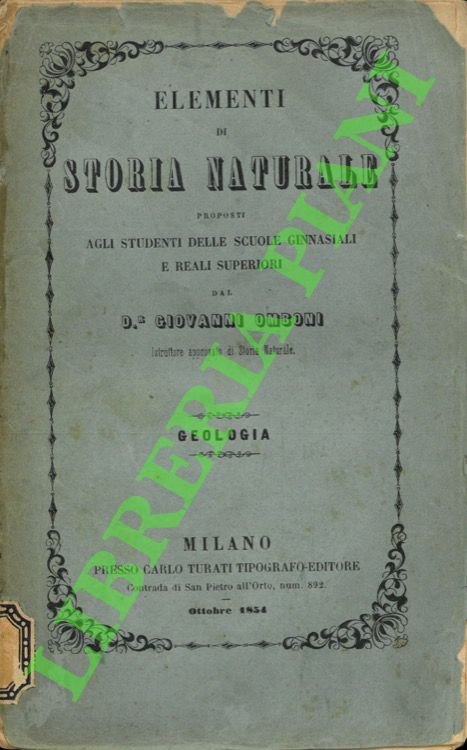 ELEMENTI
DI
STORIA NATURALE
PROPOSTI
AGLI STUDENTI DELLE SCUOLE GINNASIALI
E REALI SUPERIORI
DAL
D.R GIOVANNI OMBONI
istruttore approvato di Storia Naturale.
GEOLOGIA
MILANO
PRESSO CARLO TURATI TIPOGRAFO-EDITORE
Contrada di San Pietro all'Orto, num. 892.
Ottobre 1854
LIBRERIA PIANI